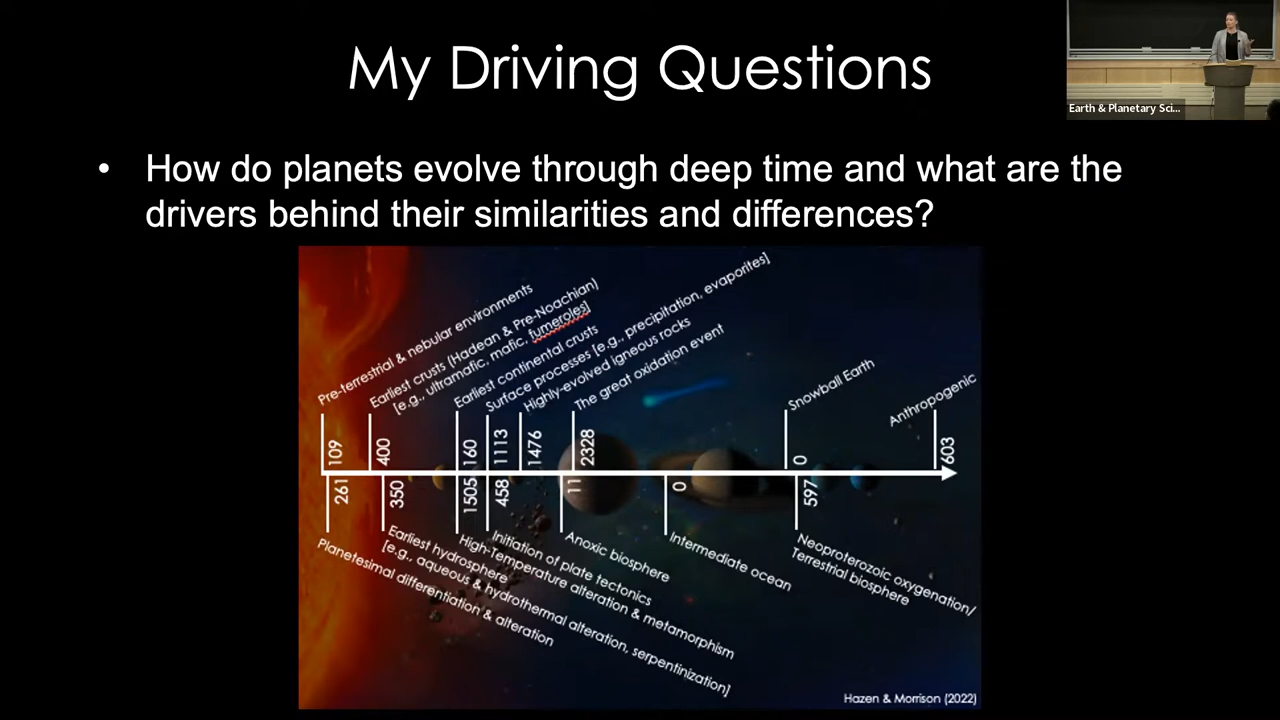 My Driving Questions
Earth & Planetary Sci...
• How do planets evolve through deep time and what are the
drivers behind their similarities and differences?
Pre-terrestrial & nebular environments
Earliest crusts (Hadean & Pre-Noachian)
[e.g., ultramafic, mafic, fumeroles]
Earliest continental crusts
Surface processes [e.g., precipitation, evaporites]
Highly-evolved igneous rocks
The great oxidation event
Snowball Earth
Anthropogenic
109
400
160
1113
1476
2328
0
603
261
350
1505
458
11
0
597
Planetesimal differentiation & alteration
Earliest hydrosphere
[e.g., aqueous & hydrothermal alteration, serpentinization]
High-Temperature alteration & metamorphism
Initiation of plate tectonics
Anoxic biosphere
Intermediate ocean
Neoproterozoic oxygenation/
Terrestrial biosphere
Hazen & Morrison (2022)